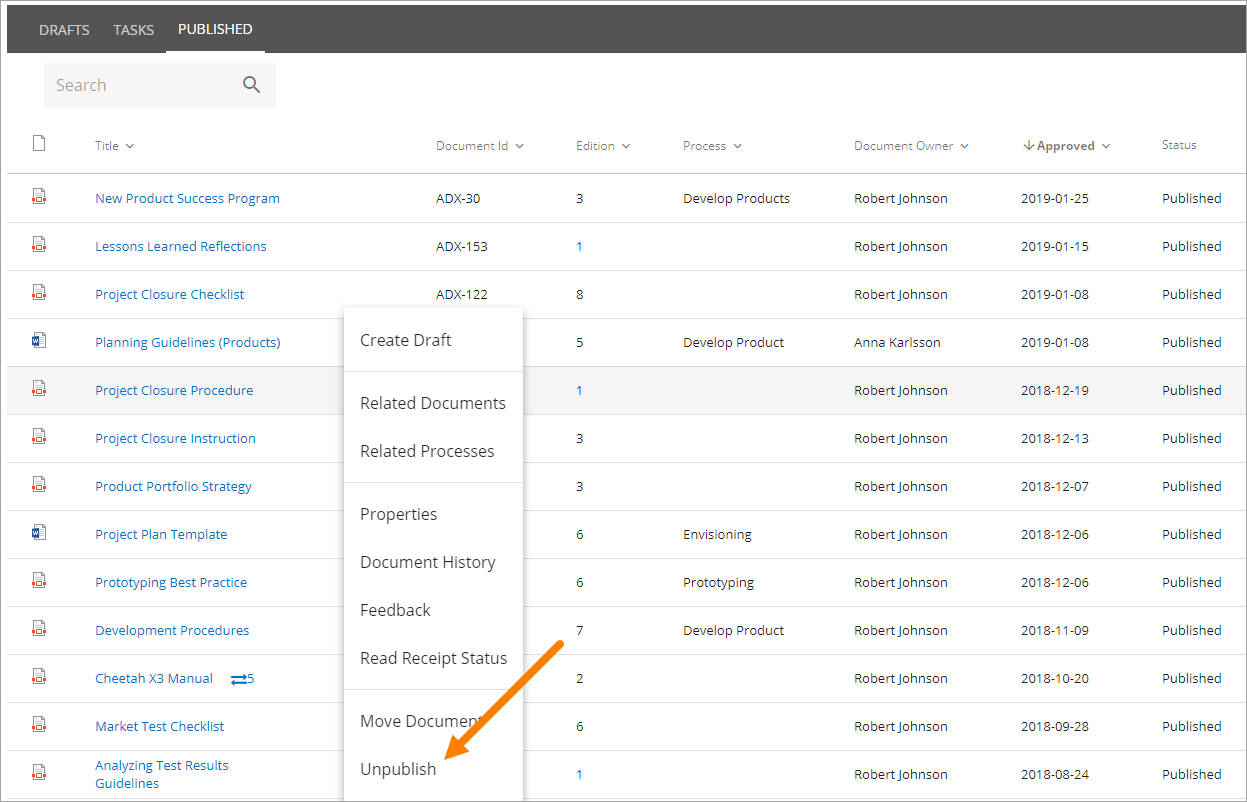 DRAFTS TASKS PUBLISHED
Search
Title Document Id Edition Process Document Owner Approved Status
New Product Success Program ADX-30 3 Develop Products Robert Johnson 2019-01-25 Published
Lessons Learned Reflections ADX-153 1 Robert Johnson 2019-01-15 Published
Project Closure Checklist ADX-122 8 Robert Johnson 2019-01-08 Published
Planning Guidelines (Products) 5 Develop Product Anna Karlsson 2019-01-08 Published
Project Closure Procedure 1 Robert Johnson 2018-12-19 Published
Project Closure Instruction 3 Robert Johnson 2018-12-13 Published
Product Portfolio Strategy 3 Robert Johnson 2018-12-07 Published
Project Plan Template 6 Envisioning Robert Johnson 2018-12-06 Published
Prototyping Best Practice 6 Prototyping Robert Johnson 2018-12-06 Published
Development Procedures 7 Develop Product Robert Johnson 2018-11-09 Published
Cheetah X3 Manual 5 2 Robert Johnson 2018-10-20 Published
Market Test Checklist 6 Robert Johnson 2018-09-28 Published
Analyzing Test Results
Guidelines 1 Robert Johnson 2018-08-24 Published
Create Draft
Related Documents
Related Processes
Properties
Document History
Feedback
Read Receipt Status
Move Document
Unpublish